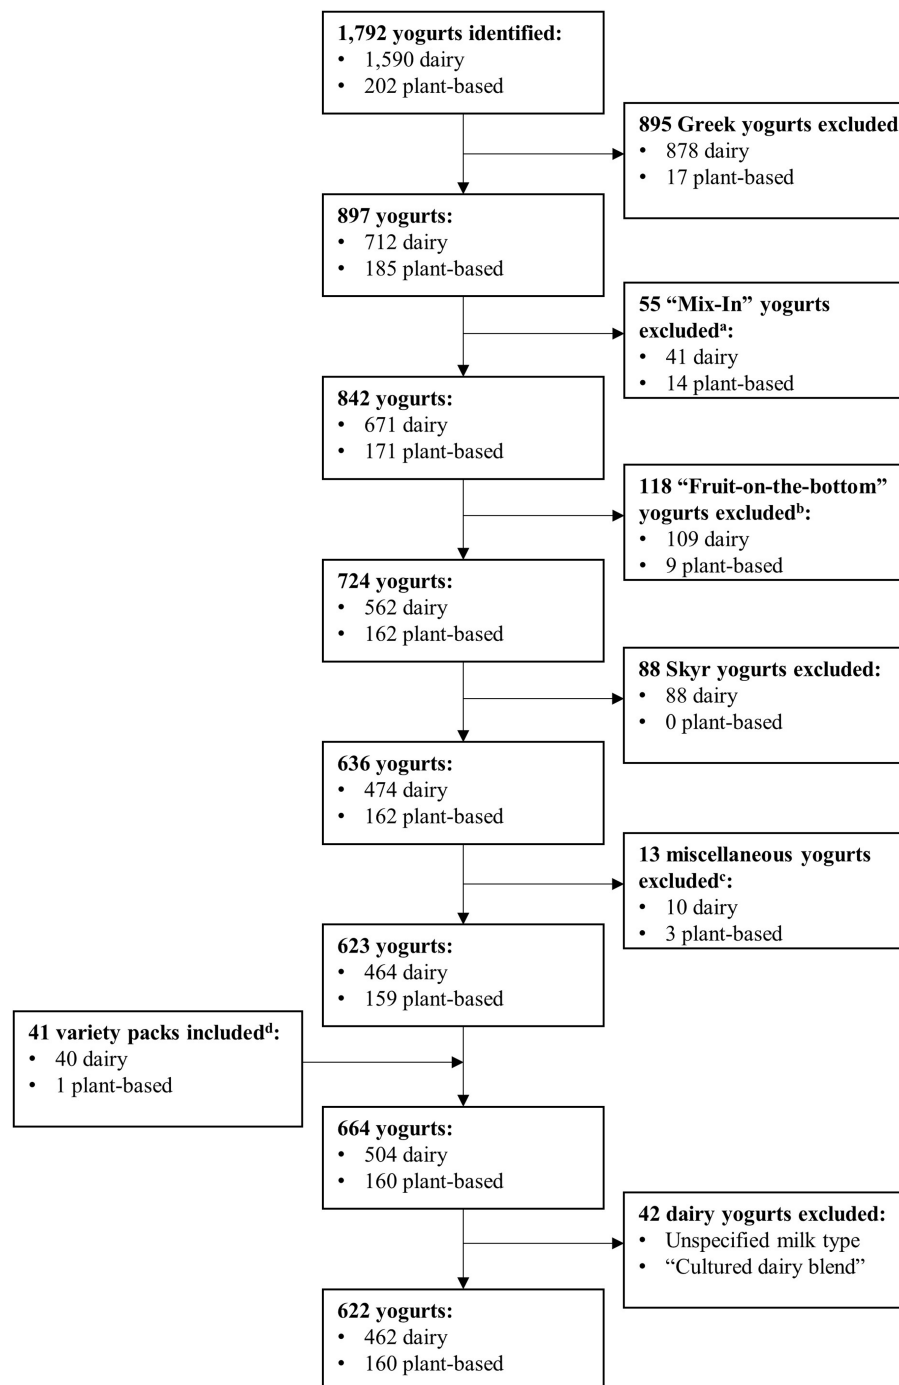 1,792 yogurts identified:
• 1,590 dairy
• 202 plant-based
895 Greek yogurts excluded
• 878 dairy
• 17 plant-based
897 yogurts:
• 712 dairy
• 185 plant-based
55 “Mix-In” yogurts
excludedᵃ:
• 41 dairy
• 14 plant-based
842 yogurts:
• 671 dairy
• 171 plant-based
118 “Fruit-on-the-bottom”
yogurts excludedᵇ:
• 109 dairy
• 9 plant-based
724 yogurts:
• 562 dairy
• 162 plant-based
88 Skyr yogurts excluded:
• 88 dairy
• 0 plant-based
636 yogurts:
• 474 dairy
• 162 plant-based
13 miscellaneous yogurts
excludedᶜ:
• 10 dairy
• 3 plant-based
623 yogurts:
• 464 dairy
• 159 plant-based
41 variety packs includedᵈ:
• 40 dairy
• 1 plant-based
664 yogurts:
• 504 dairy
• 160 plant-based
42 dairy yogurts excluded:
• Unspecified milk type
• “Cultured dairy blend”
622 yogurts:
• 462 dairy
• 160 plant-based